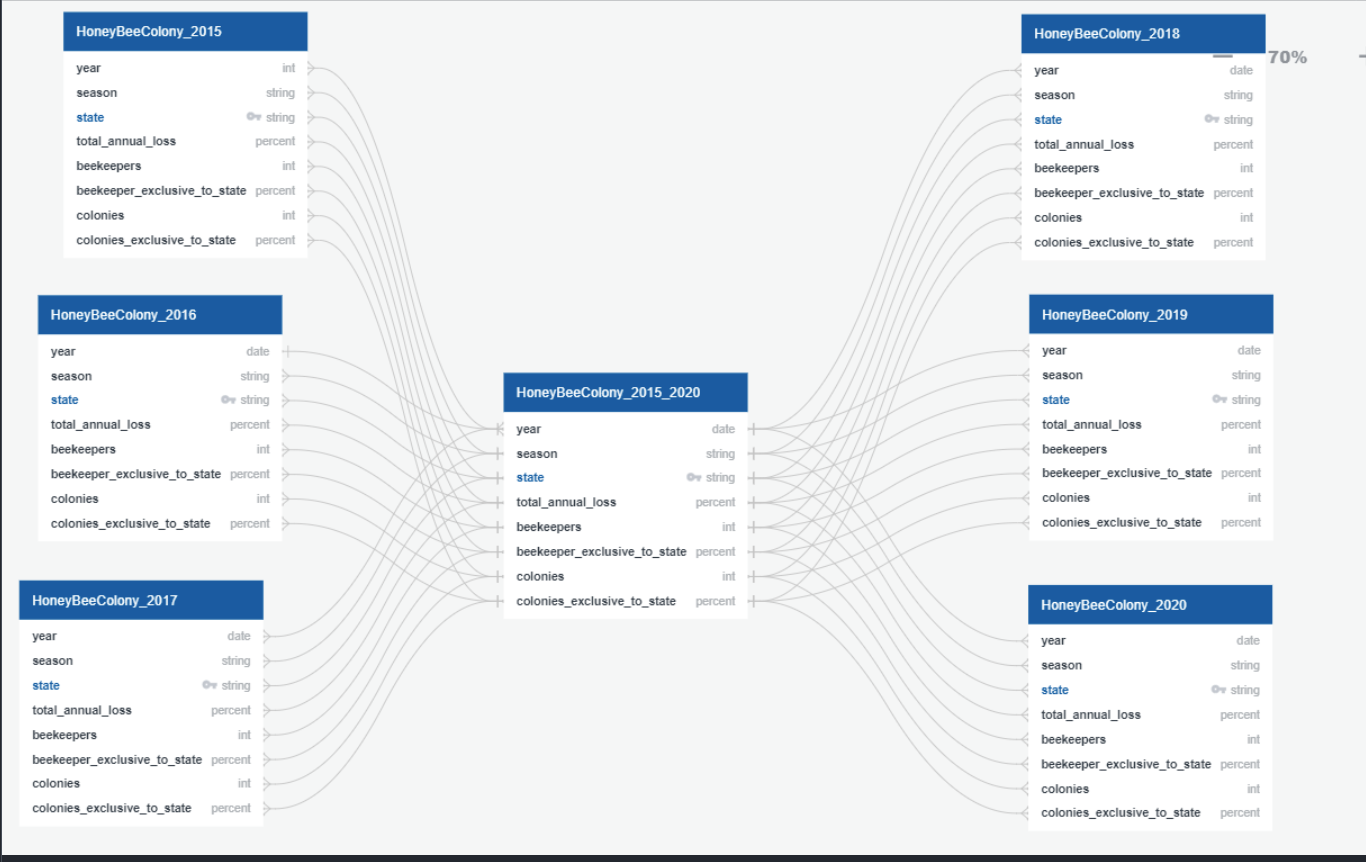 HoneyBeeColony_2015
year int
season string
state string
total_annual_loss percent
beekeepers int
beekeeper_exclusive_to_state percent
colonies int
colonies_exclusive_to_state percent
HoneyBeeColony_2016
year date
season string
state string
total_annual_loss percent
beekeepers int
beekeeper_exclusive_to_state percent
colonies int
colonies_exclusive_to_state percent
HoneyBeeColony_2017
year date
season string
state string
total_annual_loss percent
beekeepers int
beekeeper_exclusive_to_state percent
colonies int
colonies_exclusive_to_state percent
HoneyBeeColony_2015_2020
year date
season string
state string
total_annual_loss percent
beekeepers int
beekeeper_exclusive_to_state percent
colonies int
colonies_exclusive_to_state percent
HoneyBeeColony_2018
70%
year date
season string
state string
total_annual_loss percent
beekeepers int
beekeeper_exclusive_to_state percent
colonies int
colonies_exclusive_to_state percent
HoneyBeeColony_2019
year date
season string
state string
total_annual_loss percent
beekeepers int
beekeeper_exclusive_to_state percent
colonies int
colonies_exclusive_to_state percent
HoneyBeeColony_2020
year date
season string
state string
total_annual_loss percent
beekeepers int
beekeeper_exclusive_to_state percent
colonies int
colonies_exclusive_to_state percent